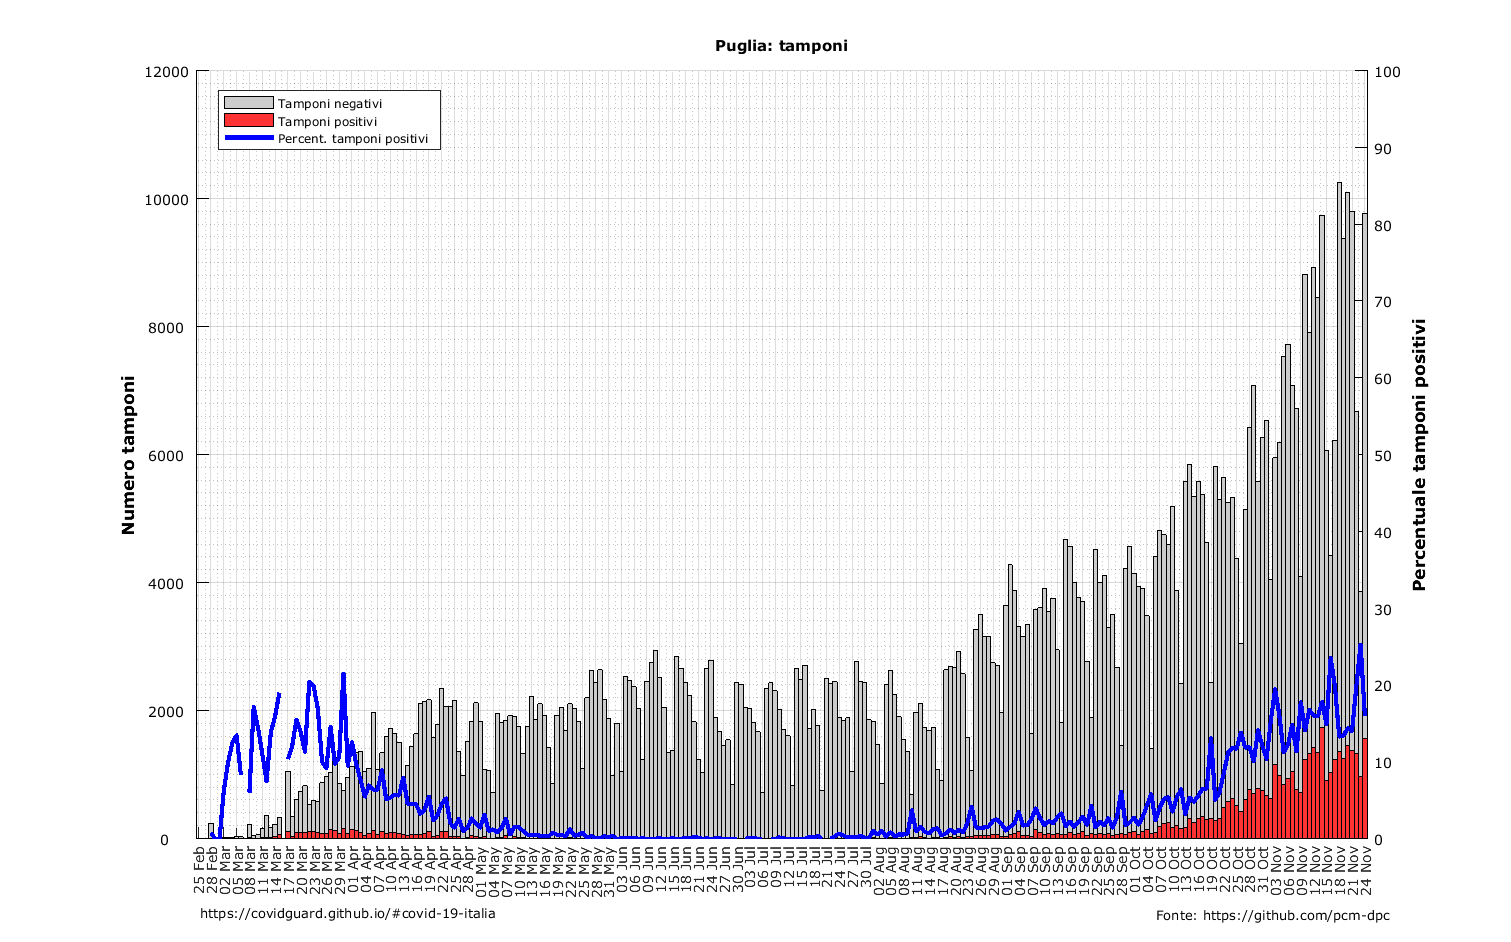 Puglia: tamponi
Tamponi negativi
Tamponi positivi
Percent. tamponi positivi
Numero tamponi
12000
10000
8000
6000
4000
2000
0
Percentuale tamponi positivi
100
90
80
70
60
50
40
30
20
10
0
25 Feb
28 Feb
02 Mar
05 Mar
08 Mar
11 Mar
14 Mar
17 Mar
20 Mar
23 Mar
26 Mar
29 Mar
01 Apr
04 Apr
07 Apr
10 Apr
13 Apr
16 Apr
19 Apr
22 Apr
25 Apr
28 Apr
01 May
04 May
07 May
10 May
13 May
16 May
19 May
22 May
25 May
28 May
31 May
03 Jun
06 Jun
09 Jun
12 Jun
15 Jun
18 Jun
21 Jun
24 Jun
27 Jun
30 Jun
03 Jul
06 Jul
09 Jul
12 Jul
15 Jul
18 Jul
21 Jul
24 Jul
27 Jul
30 Jul
02 Aug
05 Aug
08 Aug
11 Aug
14 Aug
17 Aug
20 Aug
23 Aug
26 Aug
29 Aug
01 Sep
04 Sep
07 Sep
10 Sep
13 Sep
16 Sep
19 Sep
22 Sep
25 Sep
28 Sep
01 Oct
04 Oct
07 Oct
10 Oct
13 Oct
16 Oct
19 Oct
22 Oct
25 Oct
28 Oct
31 Oct
03 Nov
06 Nov
09 Nov
12 Nov
15 Nov
18 Nov
21 Nov
24 Nov
https://covidguard.github.io/#covid-19-italia
Fonte: https://github.com/pcm-dpc